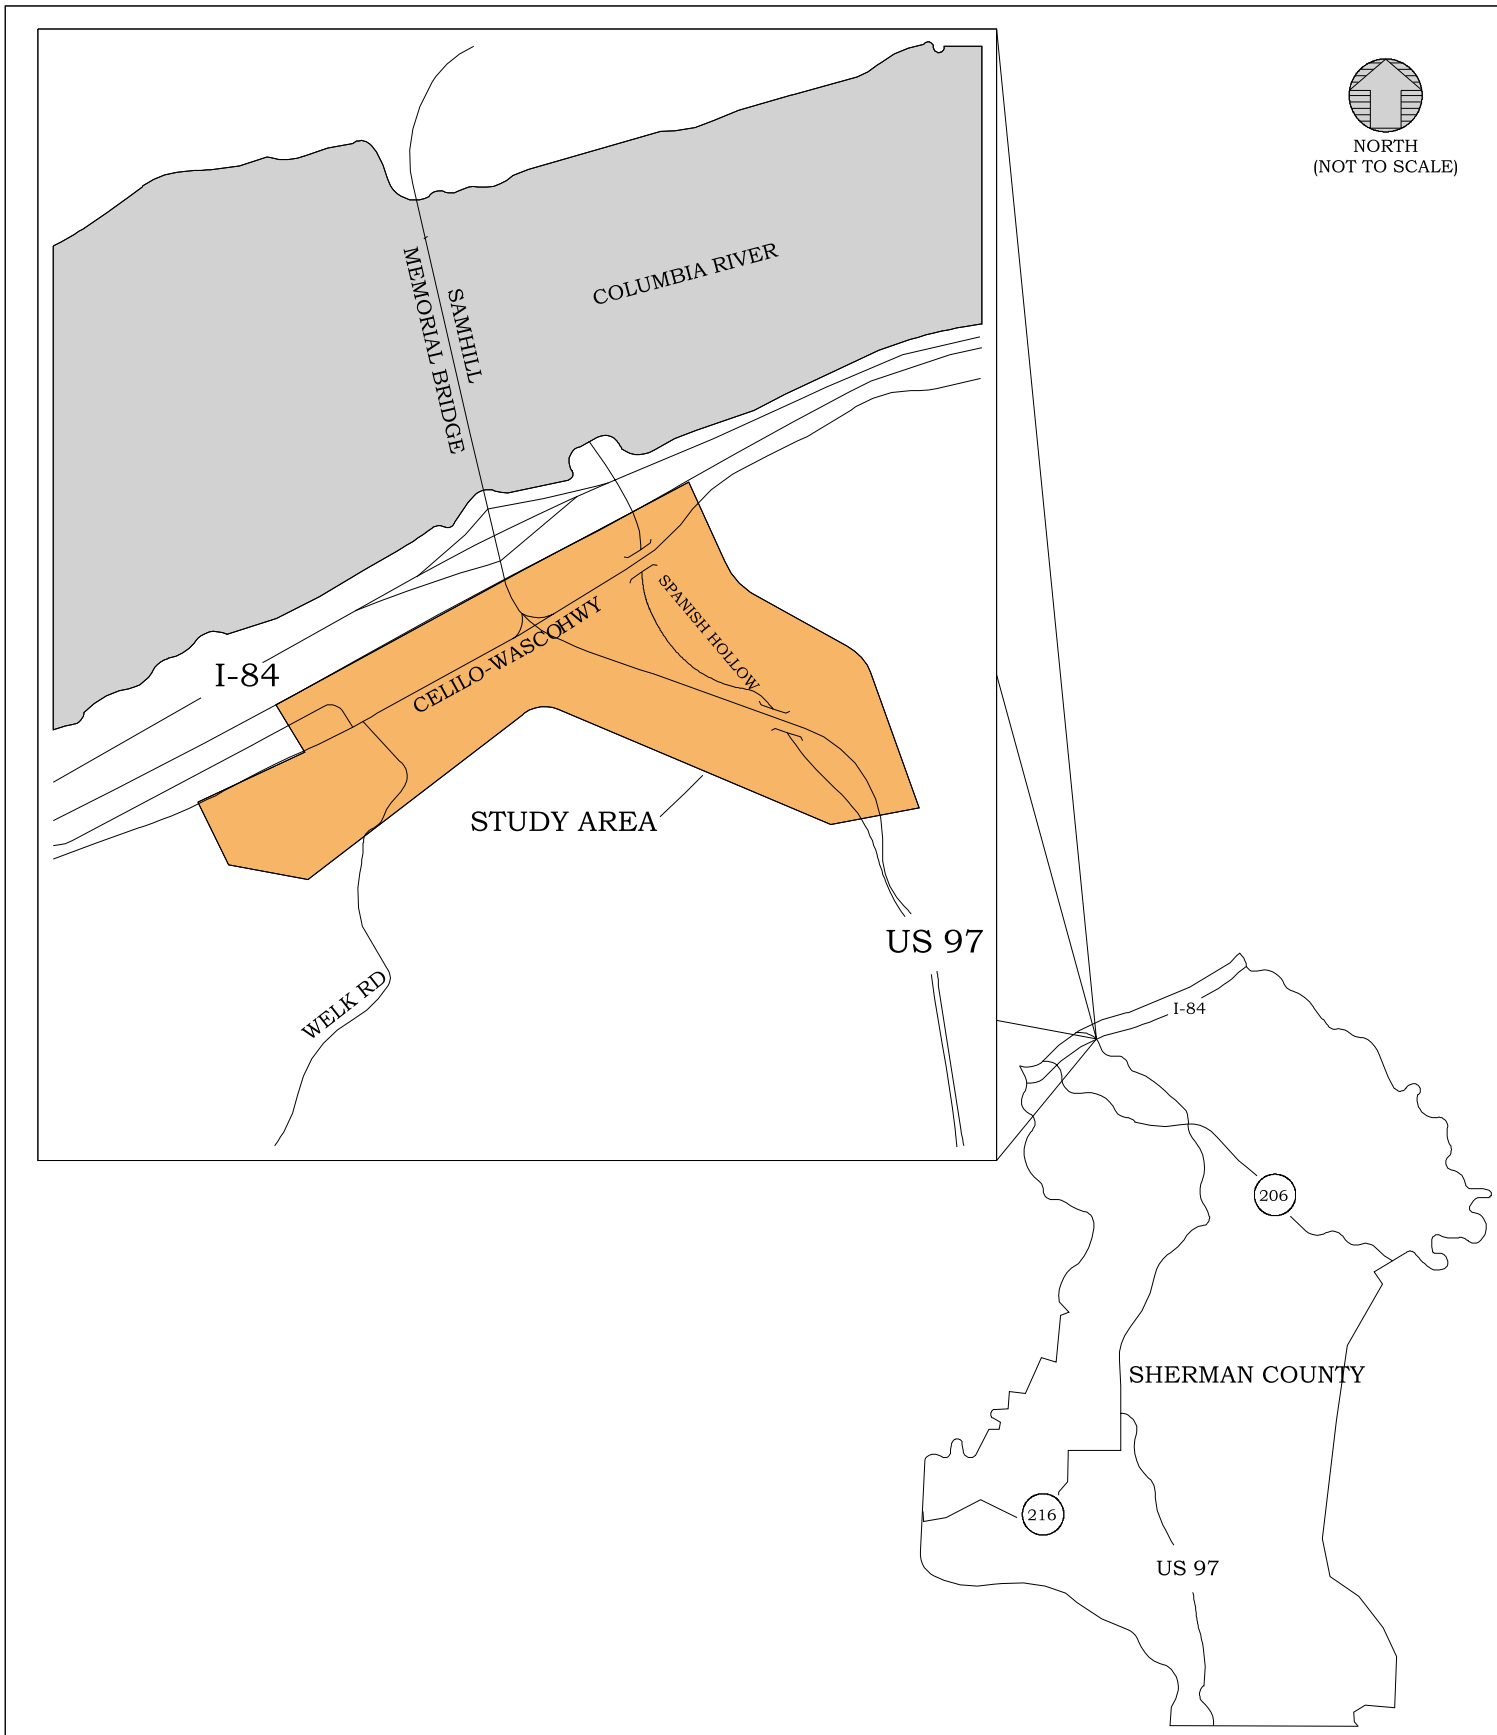 NORTH
(NOT TO SCALE)
COLUMBIA RIVER
SAMHILL
MEMORIAL BRIDGE
SPANISH HOLLOW
CELILO-WASCO HWY
I-84
STUDY AREA
US 97
WELK RD
I-84
206
SHERMAN COUNTY
216
US 97